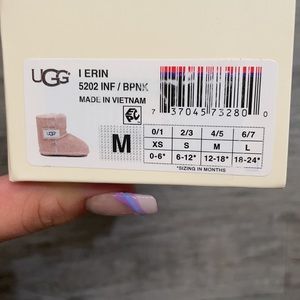 UGG
I ERIN
5202 INF / BPNK
MADE IN VIETNAM
7 37045 73280 0
M
0/1 2/3 4/5 6/7
XS S M L
0-6* 6-12* 12-18* 18-24*
*SIZING IN MONTHS